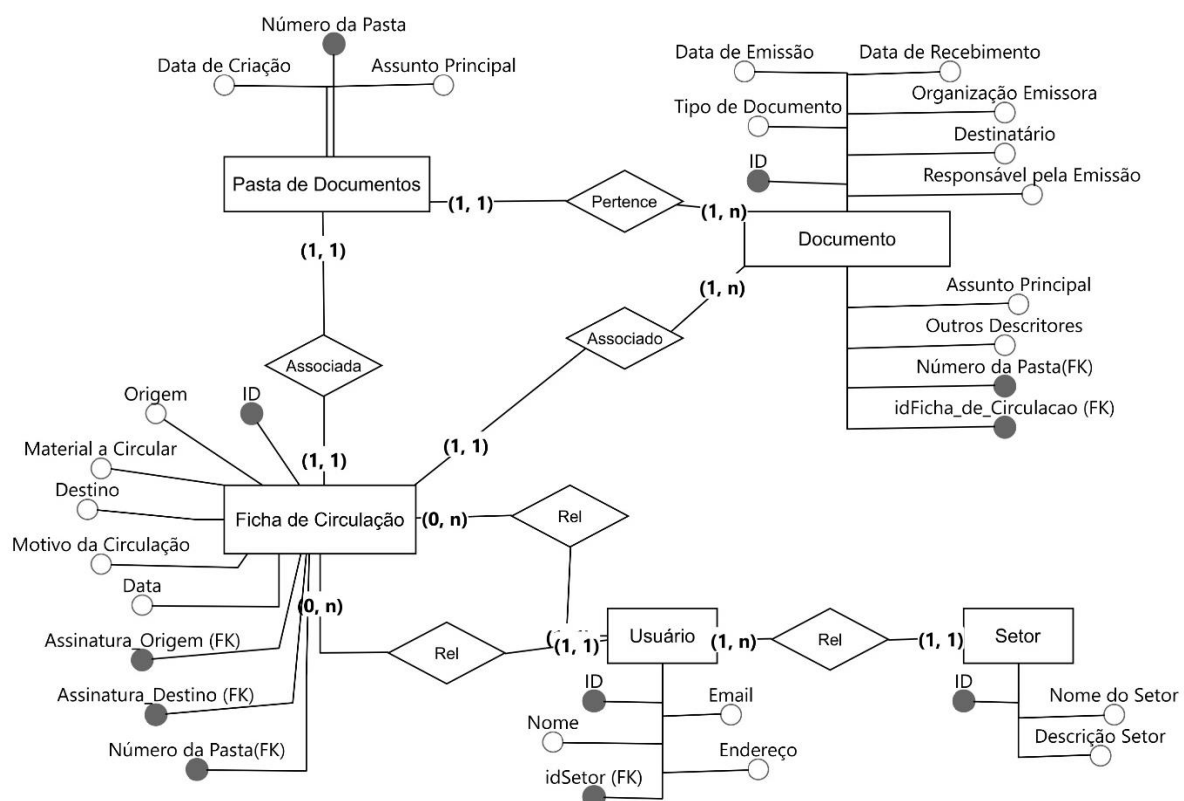 Número da Pasta
Data de Criação
Assunto Principal
Data de Emissão
Data de Recebimento
Tipo de Documento
Organização Emissora
Destinatário
ID
Responsável pela Emissão
Pasta de Documentos
(1, 1)
Pertence
(1, n)
Documento
(1, 1)
(1, n)
Assunto Principal
Associada
Associado
Outros Descritores
Número da Pasta(FK)
idFicha_de_Circulacao (FK)
Origem
ID
Material a Circular
(1, 1)
(1, 1)
Destino
Ficha de Circulação
(0, n)
Rel
Motivo da Circulação
Data
(0, n)
Assinatura_Origem (FK)
Rel
(1, 1)
Usuário
(1, n)
Rel
(1, 1)
Setor
Assinatura_Destino (FK)
ID
Email
ID
Nome do Setor
Nome
Número da Pasta(FK)
Endereço
Descrição Setor
idSetor (FK)